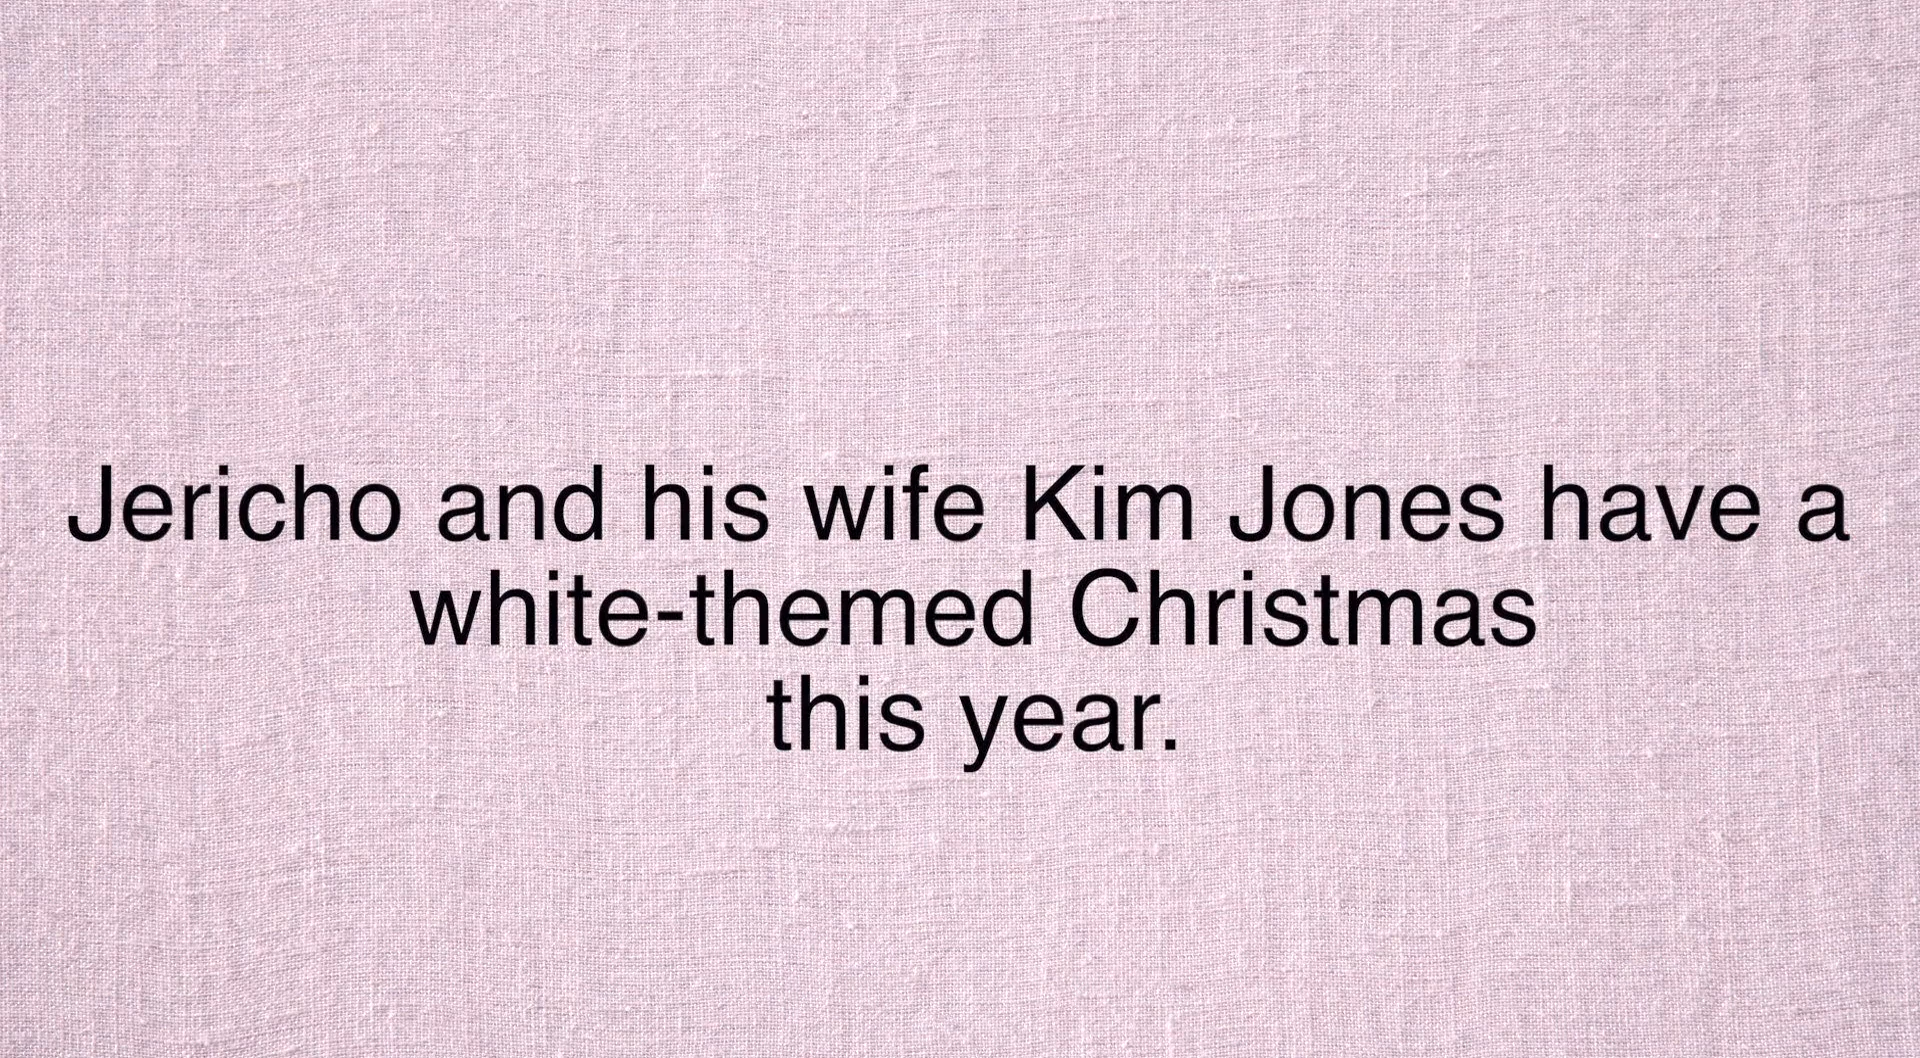 Jericho and his wife Kim Jones have a
white-themed Christmas
this year.